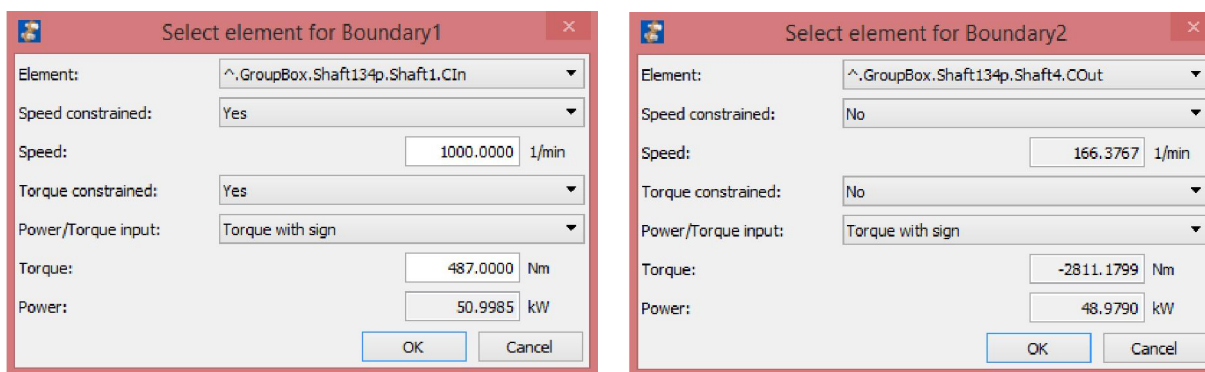 Select element for Boundary1
Element: ^.GroupBox.Shaft134p.Shaft1.CIn
Speed constrained: Yes
Speed: 1000.0000 1/min
Torque constrained: Yes
Power/Torque input: Torque with sign
Torque: 487.0000 Nm
Power: 50.9985 kW
OK Cancel
Select element for Boundary2
Element: ^.GroupBox.Shaft134p.Shaft4.COut
Speed constrained: No
Speed: 166.3767 1/min
Torque constrained: No
Power/Torque input: Torque with sign
Torque: -2811.1799 Nm
Power: 48.9790 kW
OK Cancel